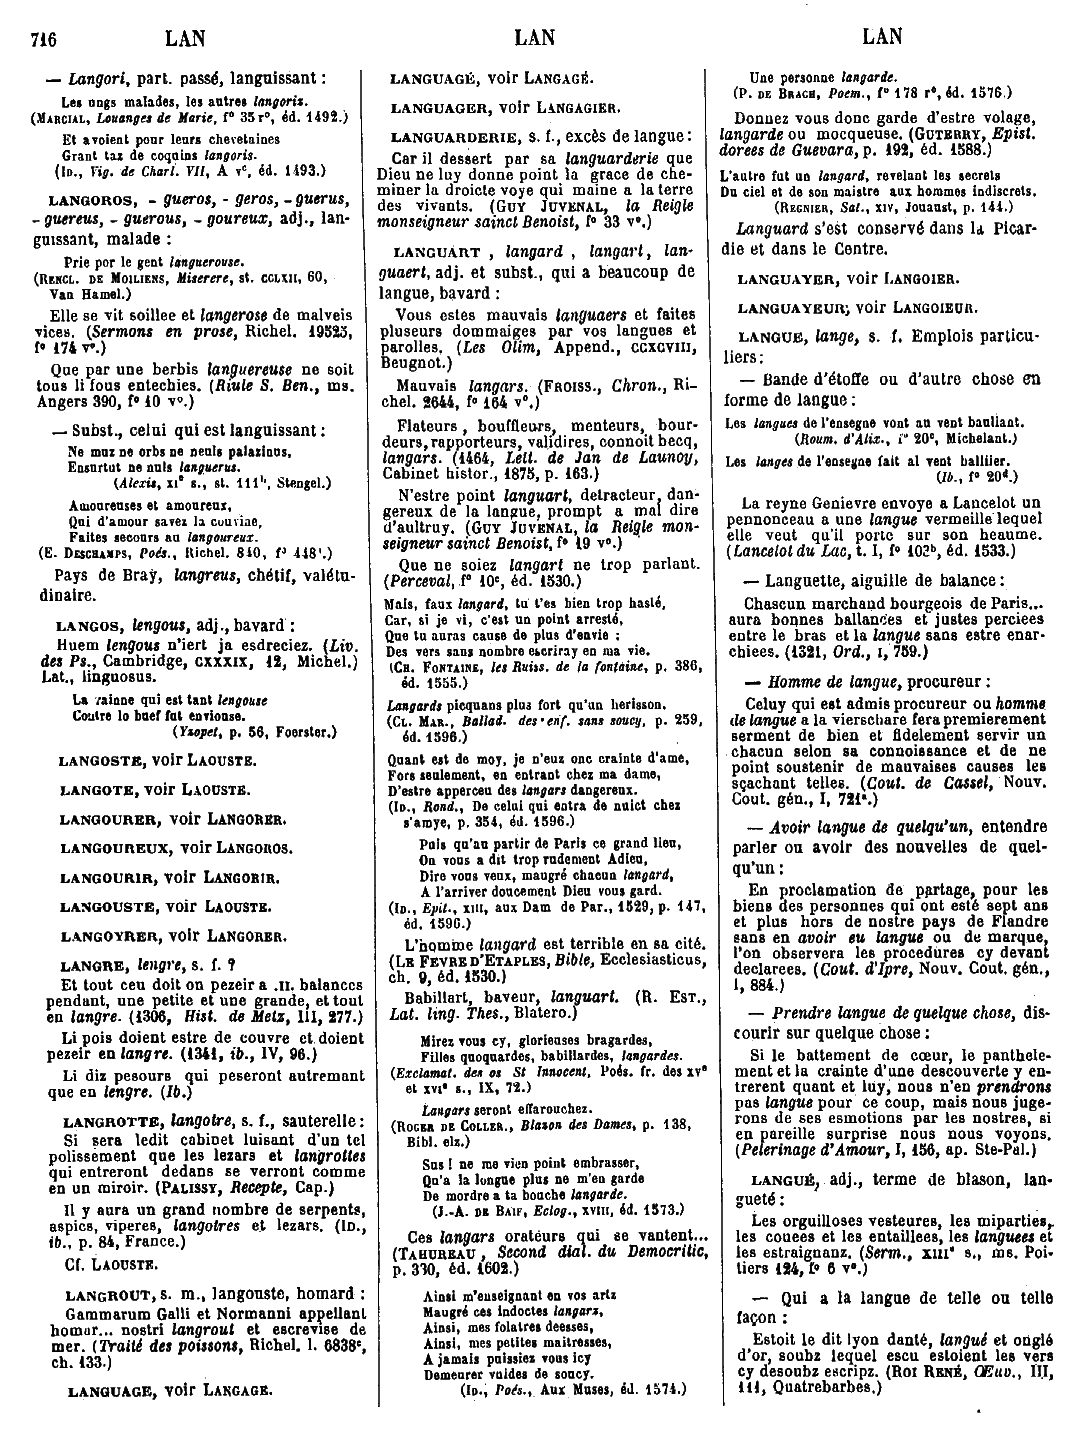 716 LAN LAN LAN
— Langori, part. passé, languissant :
Les ungs malades, les autres langoris.
(MARCIAL, Louanges de Marie, f° 35 r°, éd. 1492.)
Et avoient pour leurs chevetaines
Grant taz de coquins langoris.
(ID., Vig. de Charl. VII, A v°, éd. 1493.)
LANGOROS, - gueros, - geros, - guerus,
- guereus, - guerous, - goureux, adj., lan-
guissant, malade :
Prie por le gent languerouse.
(RENCL. DE MOILIENS, Miserere, st. CCLXII, 60,
Van Hamel.)
Elle se vit soillee et langerose de malveis
vices. (Sermons en prose, Richel. 19525,
f° 174 v°.)
Que par une berbis languereuse ne soit
tous li fous entechies. (Riule S. Ben., ms.
Angers 390, f° 10 v°.)
— Subst., celui qui est languissant :
Ne muz ne orbs ne neuls palazinus,
Ensurtut ne nuls languerus.
(Alexis, XIe s., st. 111h, Stengel.)
Amoureuses et amoureux,
Qui d'amour savez la couvine,
Faites secours au langoureux.
(E. DESCHAMPS, Poés., Richel. 840, f° 448c.)
Pays de Bray, langreus, chétif, valétu-
dinaire.
LANGOS, lengous, adj., bavard :
Huem lengous n'iert ja esdreciez. (Liv.
des Ps., Cambridge, CXXXIX, 12, Michel.)
Lat., linguosus.
La rainne qui est tant lengouse
Coutre lo buef fut envionse.
(Yzopet, p. 56, Foerster.)
LANGOSTE, voir LAOUSTE.
LANGOTE, voir LAOUSTE.
LANGOURER, voir LANGORER.
LANGOUREUX, voir LANGOROS.
LANGOURIR, voir LANGORIR.
LANGOUSTE, voir LAOUSTE.
LANGOYRER, voir LANGORER.
LANGRE, lengre, s. f. ?
Et tout ceu doit on pezeir a .II. balances
pendant, une petite et une grande, et tout
en langre. (1306, Hist. de Metz, III, 277.)
Li pois doient estre de couvre et doient
pezeir en langre. (1341, ib., IV, 96.)
Li diz pesours qui peseront autremant
que en lengre. (Ib.)
LANGROTTE, langotre, s. f., sauterelle :
Si sera ledit cabinet luisant d'un tel
polissement que les lezars et langrottes
qui entreront dedans se verront comme
en un miroir. (PALISSY, Recepte, Cap.)
Il y aura un grand nombre de serpents,
aspics, viperes, langotres et lezars. (ID.,
ib., p. 84, France.)
Cf. LAOUSTE.
LANGROUT, s. m., langouste, homard :
Gammarum Galli et Normanni appellant
homar... nostri langrout et escrevise de
mer. (Traité des poissons, Richel. l. 6838c,
ch. 133.)
LANGUAGE, voir LANGAGE.
LANGUAGÉ, voir LANGAGÉ.
LANGUAGER, voir LANGAGIER.
LANGUARDERIE, s. f., excès de langue :
Car il dessert par sa languarderie que
Dieu ne luy donne point la grace de che-
miner la droicte voye qui maine a la terre
des vivants. (GUY JUVENAL, la Reigle
monseigneur sainct Benoist, f° 33 v°.)
LANGUART , langard , langart, lan-
guaert, adj. et subst., qui a beaucoup de
langue, bavard :
Vous estes mauvais languaers et faites
pluseurs dommaiges par vos langues et
parolles. (Les Olim, Append., CCXCVIII,
Beugnot.)
Mauvais langars. (FROISS., Chron., Ri-
chel. 2644, f° 164 v°.)
Flateurs , bouffleurs, menteurs, bour-
deurs, rapporteurs, validires, connoit becq,
langars. (1464, Lett. de Jan de Launoy,
Cabinet histor., 1875, p. 163.)
N'estre point languart, detracteur, dan-
gereux de la langue, prompt a mal dire
d'aultruy. (GUY JUVENAL, la Reigle mon-
seigneur sainct Benoist, f° 19 v°.)
Que ne soiez langart ne trop parlant.
(Perceval, f° 10c, éd. 1530.)
Mais, faux langard, tu t'es bien trop hasté,
Car, si je vi, c'est un point arresté,
Que tu auras cause de plus d'envie :
Des vers sans nombre escriray en ma vie.
(CH. FONTAINE, les Ruiss. de la fontaine, p. 386,
éd. 1555.)
Langards picquans plus fort qu'un herisson.
(CL. MAR., Ballad. des enf. sans soucy, p. 259,
éd. 1596.)
Quant est de moy, je n'euz onc crainte d'ame,
Fors seulement, en entrant chez ma dame,
D'estre apperceu des langars dangereux.
(ID., Rond., De celui qui entra de nuict chez
s'amye, p. 354, éd. 1596.)
Puis qu'au partir de Paris ce grand lieu,
On vous a dit trop rudement Adieu,
Dire vous veux, maugré chacun langard,
A l'arriver doucement Dieu vous gard.
(ID., Epit., XIII, aux Dam de Par., 1529, p. 147,
éd. 1596.)
L'homme langard est terrible en sa cité.
(LE FEVRE D'ETAPLES, Bible, Ecclesiasticus,
ch. 9, éd. 1530.)
Babillart, baveur, languart. (R. EST.,
Lat. ling. Thes., Blatero.)
Mirez vous cy, glorieuses bragardes,
Filles quoquardes, babillardes, langardes.
(Exclamat. des os St Innocent, Poés. fr. des XVe
et XVIe s., IX, 72.)
Langars seront effarouchez.
(ROGER DE COLLER., Blason des Dames, p. 138,
Bibl. elz.)
Sus ! ne me vien point embrasser,
Qu'a la longue plus ne m'en garde
De mordre a ta bouche langarde.
(J.-A. DE BAIF, Eclog., XVIII, éd. 1573.)
Ces langars orateurs qui se vantent...
(TAHUREAU , Second dial. du Democritic,
p. 330, éd. 1602.)
Ainsi m'enseignant en vos artz
Maugré ces indoctes langarz,
Ainsi, mes folatres deesses,
Ainsi, mes petites maitresses,
A jamais puissiez vous icy
Demeurer vuides de soucy.
(ID., Poés., Aux Muses, éd. 1574.)
Une personne langarde.
(P. DE BRACH, Poem., f° 178 r°, éd. 1576.)
Donnez vous donc garde d'estre volage,
langarde ou mocqueuse. (GUTERRY, Epist.
dorees de Guevara, p. 192, éd. 1588.)
L'autre fut un langard, revelant les secrets
Du ciel et de son maistre aux hommes indiscrets.
(REGNIER, Sat., XIV, Jouaust, p. 144.)
Languard s'est conservé dans la Picar-
die et dans le Centre.
LANGUAYER, voir LANGOIER.
LANGUAYEUR, voir LANGOIEUR.
LANGUE, lange, s. f. Emplois particu-
liers :
— Bande d'étoffe ou d'autre chose en
forme de langue :
Les langues de l'ensegne vont au vent bauliant.
(Roum. d'Alix., f° 20c, Michelant.)
Les langes de l'ensegne fait al vent balliier.
(Ib., f° 20d.)
La reyne Genievre envoye a Lancelot un
pennonceau a une langue vermeille lequel
elle veut qu'il porte sur son heaume.
(Lancelot du Lac, t. I, f° 103b, éd. 1533.)
— Languette, aiguille de balance :
Chascun marchand bourgeois de Paris...
aura bonnes ballances et justes perciees
entre le bras et la langue sans estre enar-
chiees. (1321, Ord., I, 759.)
— Homme de langue, procureur :
Celuy qui est admis procureur ou homme
de langue a la vierschare fera premierement
serment de bien et fidelement servir un
chacun selon sa connoissance et de ne
point soustenir de mauvaises causes les
sçachant telles. (Cout. de Cassel, Nouv.
Cout. gén., I, 721a.)
— Avoir langue de quelqu'un, entendre
parler ou avoir des nouvelles de quel-
qu'un :
En proclamation de partage, pour les
biens des personnes qui ont esté sept ans
et plus hors de nostre pays de Flandre
sans en avoir eu langue ou de marque,
l'on observera les procedures cy devant
declarees. (Cout. d'Ipre, Nouv. Cout. gén.,
I, 884.)
— Prendre langue de quelque chose, dis-
courir sur quelque chose :
Si le battement de cœur, le panthele-
ment et la crainte d'une descouverte y en-
trerent quant et luy, nous n'en prendrons
pas langue pour ce coup, mais nous juge-
rons de ses esmotions par les nostres, si
en pareille surprise nous nous voyons.
(Pelerinage d'Amour, I, 156, ap. Ste-Pal.)
LANGUÉ, adj., terme de blason, lan-
gueté :
Les orguilloses vesteures, les miparties,
les couees et les entaillees, les languees et
les estraignanz. (Serm., XIIIe s., ms. Poi-
tiers 124, f° 6 v°.)
— Qui a la langue de telle ou telle
façon :
Estoit le dit lyon danté, langué et onglé
d'or, soubz lequel escu estoient les vers
cy desoubz escripz. (ROI RENÉ, Œuv., III,
111, Quatrebarbes.)